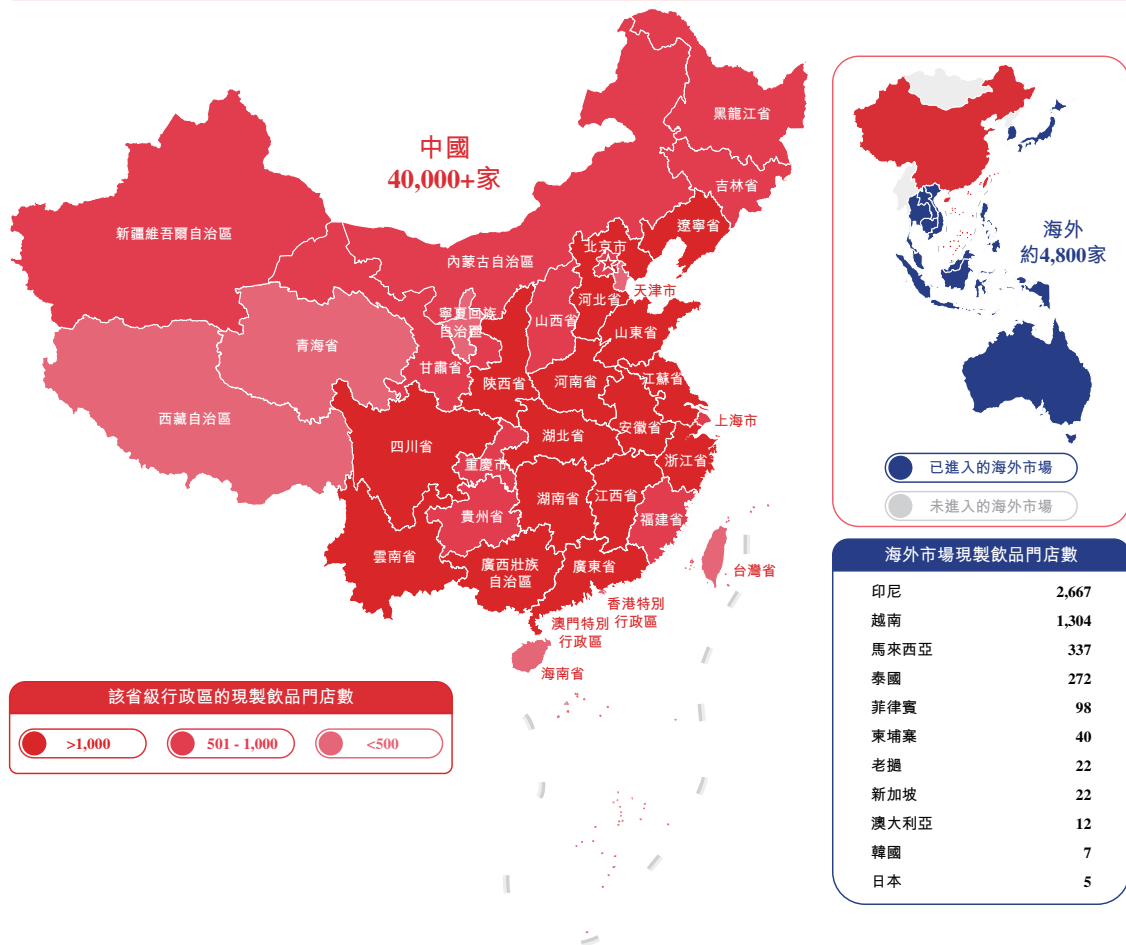 中國
40,000+家
黑龍江省
吉林省
遼寧省
新疆維吾爾自治區
內蒙古自治區
北京市
天津市
河北省
寧夏回族
自治區
山西省
山東省
青海省
甘肅省
陝西省
河南省
江蘇省
西藏自治區
上海市
四川省
湖北省
安徽省
重慶市
浙江省
湖南省
江西省
貴州省
福建省
雲南省
廣西壯族
自治區
廣東省
台灣省
香港特別
行政區
澳門特別
行政區
海南省
該省級行政區的現製飲品門店數
>1,000
501 - 1,000
<500
海外
約4,800家
已進入的海外市場
未進入的海外市場
海外市場現製飲品門店數
印尼 2,667
越南 1,304
馬來西亞 337
泰國 272
菲律賓 98
柬埔寨 40
老撾 22
新加坡 22
澳大利亞 12
韓國 7
日本 5